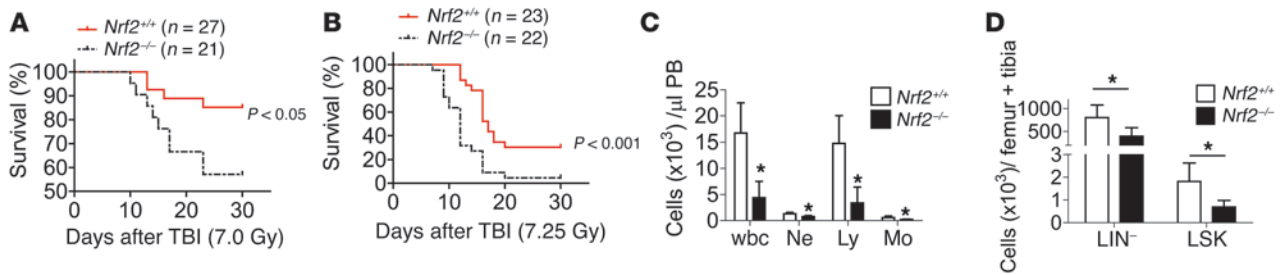 A
Nrf2+/+ (n = 27)
Nrf2–/– (n = 21)
Survival (%)
100
90
80
70
60
50
P < 0.05
0 10 20 30
Days after TBI (7.0 Gy)
B
Nrf2+/+ (n = 23)
Nrf2–/– (n = 22)
Survival (%)
100
80
60
40
20
0
P < 0.001
0 10 20 30
Days after TBI (7.25 Gy)
C
Cells (x10³) /µl PB
25
20
15
10
5
0
Nrf2+/+
Nrf2–/–
* * * *
wbc Ne Ly Mo
D
Cells (x10³)/ femur + tibia
1000
500
3
2
1
0
Nrf2+/+
Nrf2–/–
* *
LIN– LSK